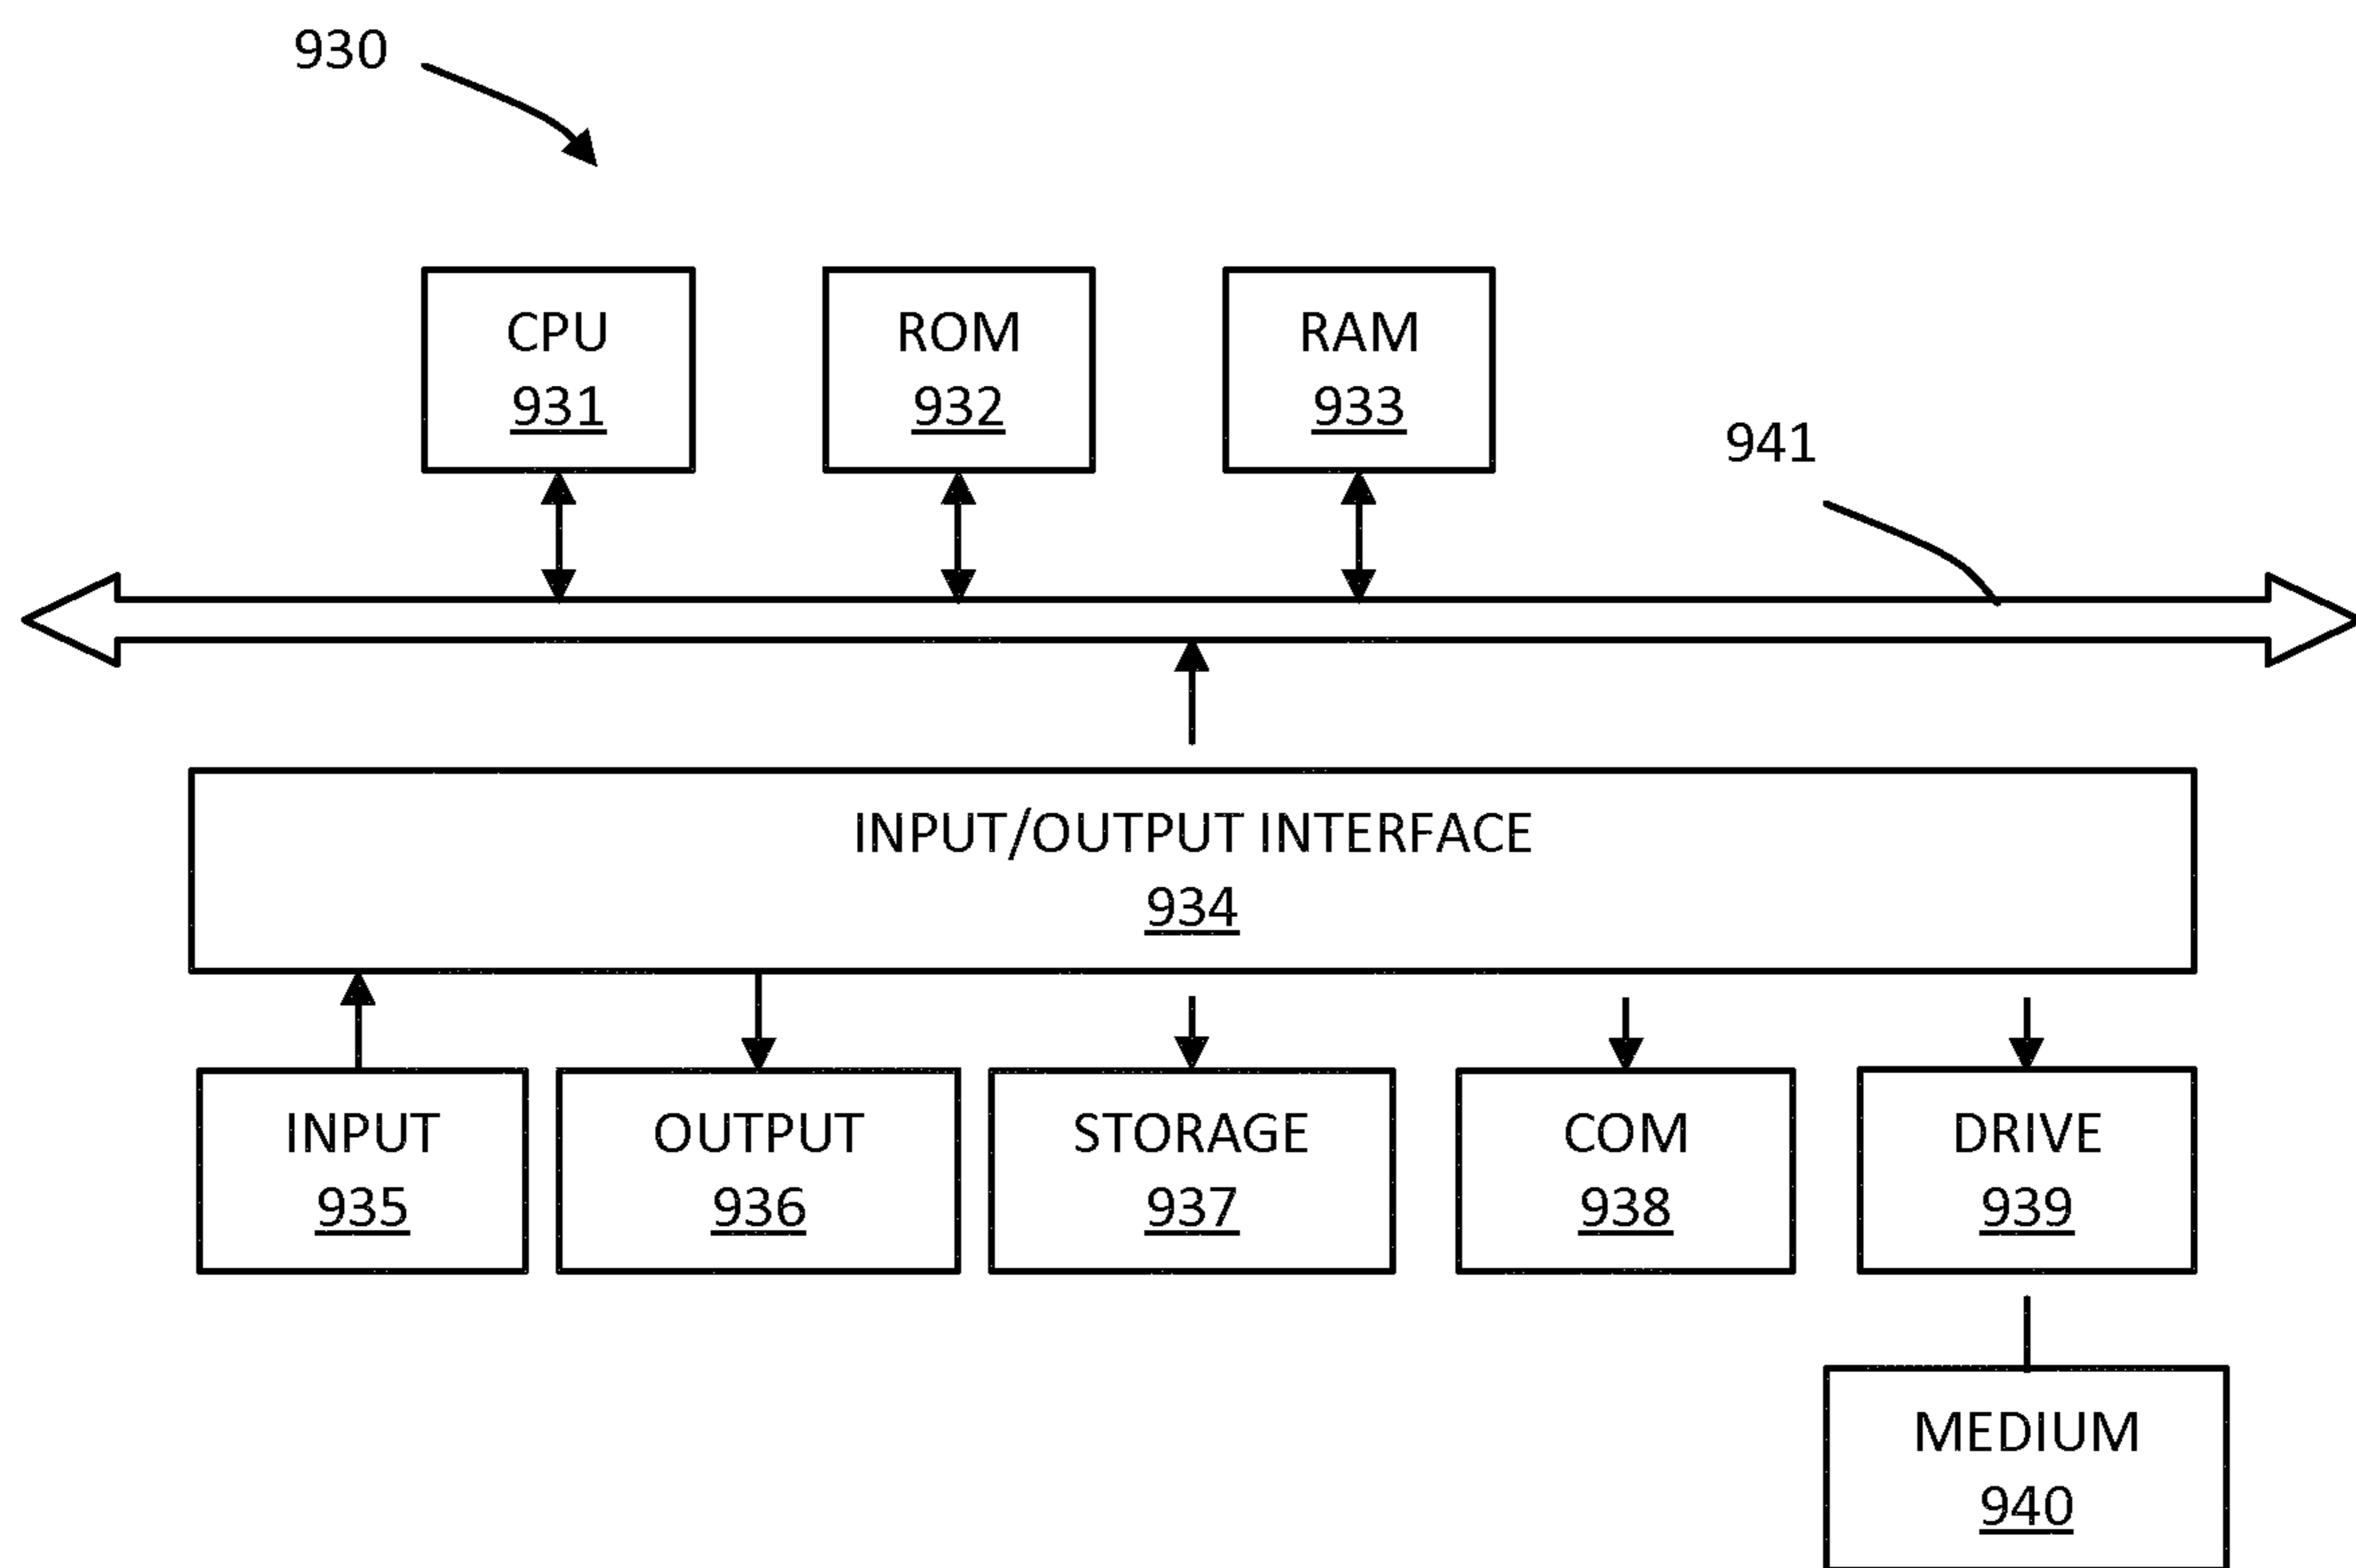 930
CPU
931
ROM
932
RAM
933
941
INPUT/OUTPUT INTERFACE
934
INPUT
935
OUTPUT
936
STORAGE
937
COM
938
DRIVE
939
MEDIUM
940